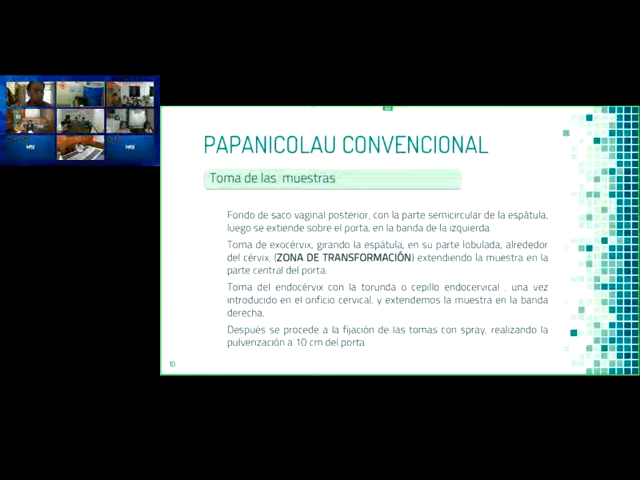 PAPANICOLAU CONVENCIONAL
Toma de las muestras
Fondo de saco vaginal posterior, con la parte semicircular de la espátula,
luego se extiende sobre el porta, en la banda de la izquierda.
Toma de exocérvix, girando la espátula, en su parte lobulada, alrededor
del cérvix, (ZONA DE TRANSFORMACIÓN) extendiendo la muestra en la
parte central del porta.
Toma del endocérvix con la torunda o cepillo endocervical . una vez
introducido en el orificio cervical, y extendemos la muestra en la banda
derecha.
Después se procede a la fijación de las tomas con spray, realizando la
pulverización a 10 cm del porta
10